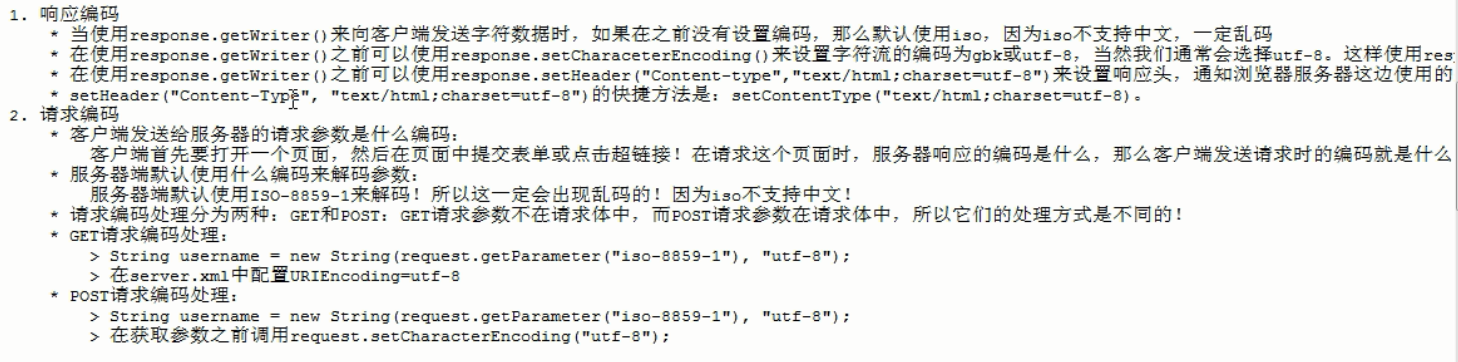 1. 响应编码
* 当使用response.getWriter()来向客户端发送字符数据时，如果在之前没有设置编码，那么默认使用iso，因为iso不支持中文，一定乱码
* 在使用response.getWriter()之前可以使用response.setCharaceterEncoding()来设置字符流的编码为gbk或utf-8，当然我们通常会选择utf-8。这样使用res
* 在使用response.getWriter()之前可以使用response.setHeader("Content-type","text/html;charset=utf-8")来设置响应头，通知浏览器服务器这边使用的
* setHeader("Content-Type", "text/html;charset=utf-8")的快捷方法是：setContentType("text/html;charset=utf-8)。
2. 请求编码
* 客户端发送给服务器的请求参数是什么编码：
客户端首先要打开一个页面，然后在页面中提交表单或点击超链接！在请求这个页面时，服务器响应的编码是什么，那么客户端发送请求时的编码就是什么
* 服务器端默认使用什么编码来解码参数：
服务器端默认使用ISO-8859-1来解码！所以这一定会出现乱码的！因为iso不支持中文！
* 请求编码处理分为两种：GET和POST：GET请求参数不在请求体中，而POST请求参数在请求体中，所以它们的处理方式是不同的！
* GET请求编码处理：
> String username = new String(request.getParameter("iso-8859-1"), "utf-8");
> 在server.xml中配置URIEncoding=utf-8
* POST请求编码处理：
> String username = new String(request.getParameter("iso-8859-1"), "utf-8");
> 在获取参数之前调用request.setCharacterEncoding("utf-8");